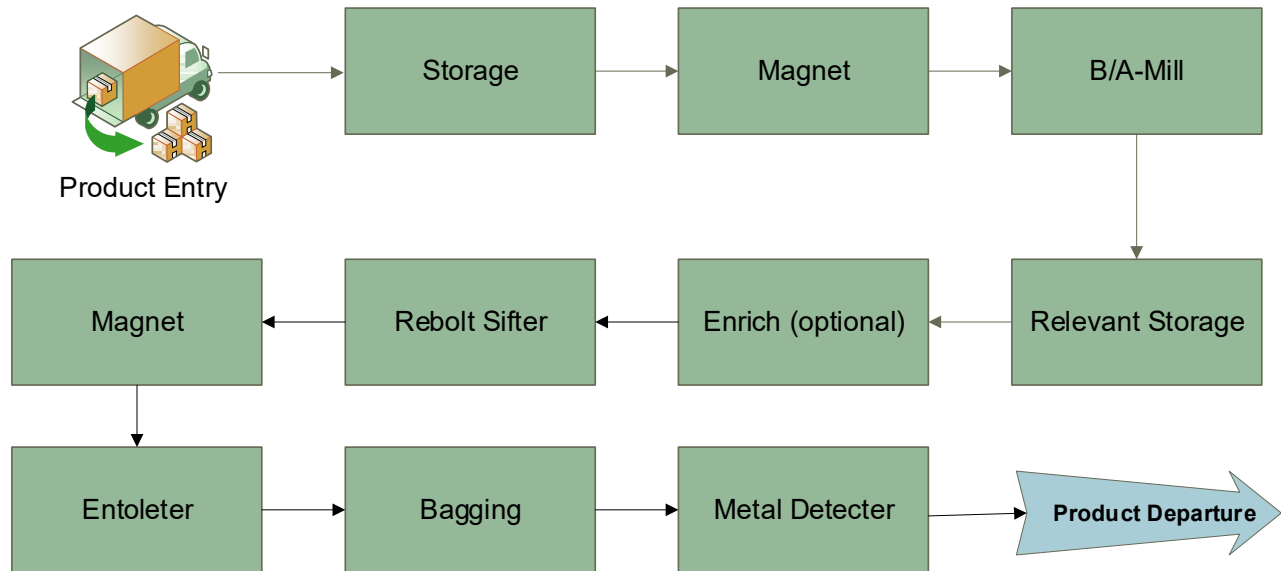 Product Entry
Storage
Magnet
B/A-Mill
Relevant Storage
Enrich (optional)
Rebolt Sifter
Magnet
Entoleter
Bagging
Metal Detecter
Product Departure